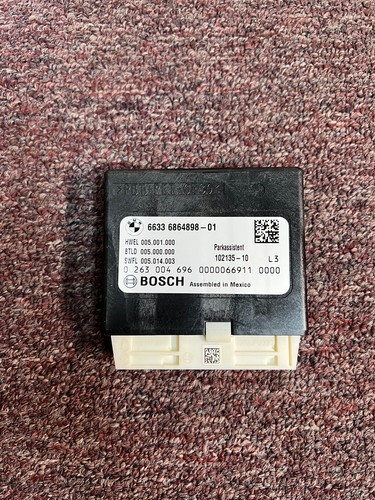 6633 6864898-01
HWEL 005.001.000
BTLD 005.000.000
SWFL 005.014.003
Parkassistent
102135-10 L3
0 263 004 696 0000066911 0000
BOSCH Assembled in Mexico